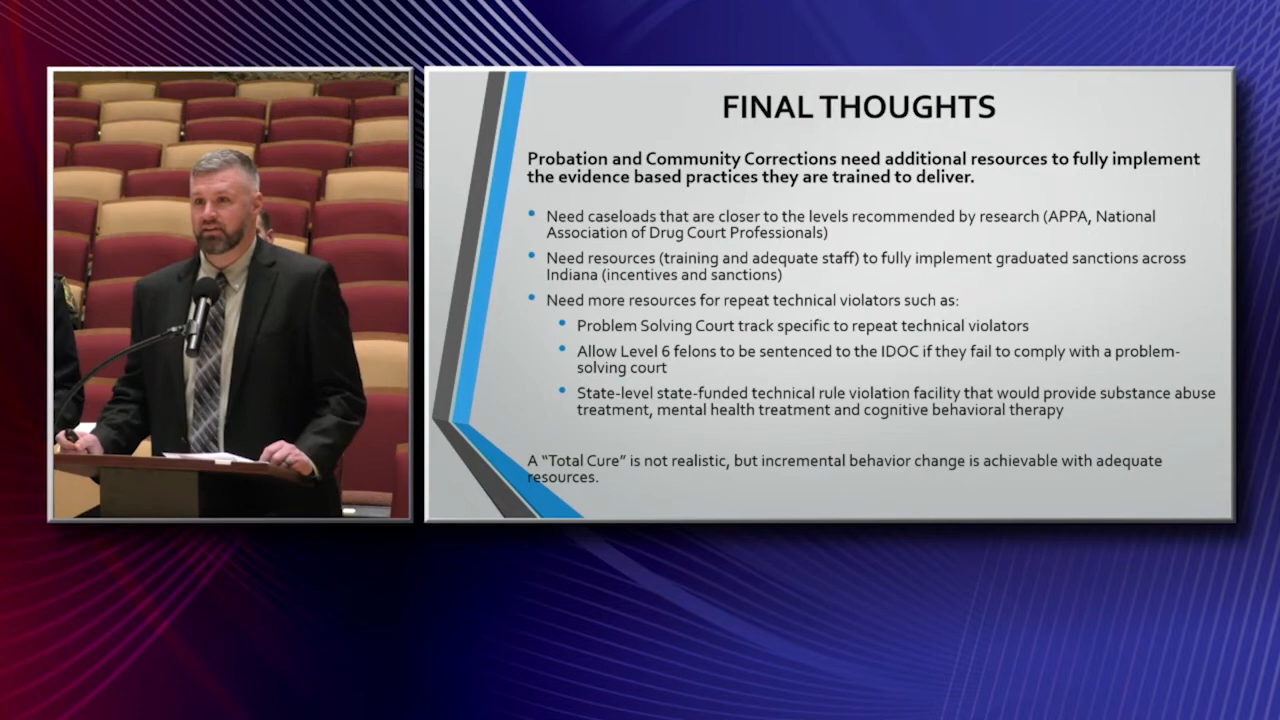 FINAL THOUGHTS
Probation and Community Corrections need additional resources to fully implement
the evidence based practices they are trained to deliver.
Need caseloads that are closer to the levels recommended by research (APPA, National
Association of Drug Court Professionals)
Need resources (training and adequate staff) to fully implement graduated sanctions across
Indiana (incentives and sanctions)
Need more resources for repeat technical violators such as:
Problem Solving Court track specific to repeat technical violators
Allow Level 6 felons to be sentenced to the IDOC if they fail to comply with a problem-
solving court
State-level state-funded technical rule violation facility that would provide substance abuse
treatment, mental health treatment and cognitive behavioral therapy
A “Total Cure” is not realistic, but incremental behavior change is achievable with adequate
resources.